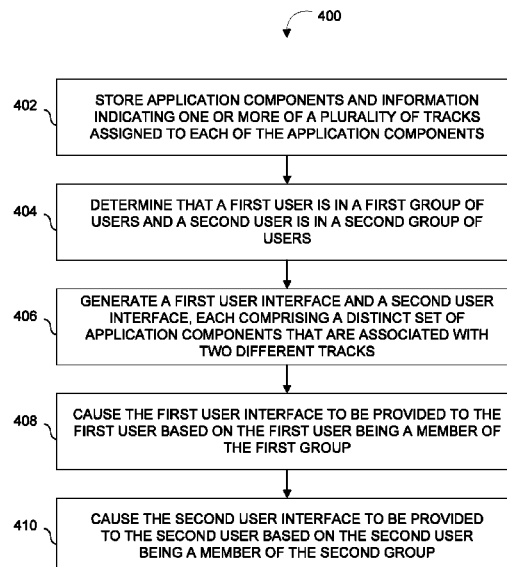 400
402
STORE APPLICATION COMPONENTS AND INFORMATION
INDICATING ONE OR MORE OF A PLURALITY OF TRACKS
ASSIGNED TO EACH OF THE APPLICATION COMPONENTS
404
DETERMINE THAT A FIRST USER IS IN A FIRST GROUP OF
USERS AND A SECOND USER IS IN A SECOND GROUP OF
USERS
406
GENERATE A FIRST USER INTERFACE AND A SECOND USER
INTERFACE, EACH COMPRISING A DISTINCT SET OF
APPLICATION COMPONENTS THAT ARE ASSOCIATED WITH
TWO DIFFERENT TRACKS
408
CAUSE THE FIRST USER INTERFACE TO BE PROVIDED TO THE
FIRST USER BASED ON THE FIRST USER BEING A MEMBER OF
THE FIRST GROUP
410
CAUSE THE SECOND USER INTERFACE TO BE PROVIDED
TO THE SECOND USER BASED ON THE SECOND USER
BEING A MEMBER OF THE SECOND GROUP